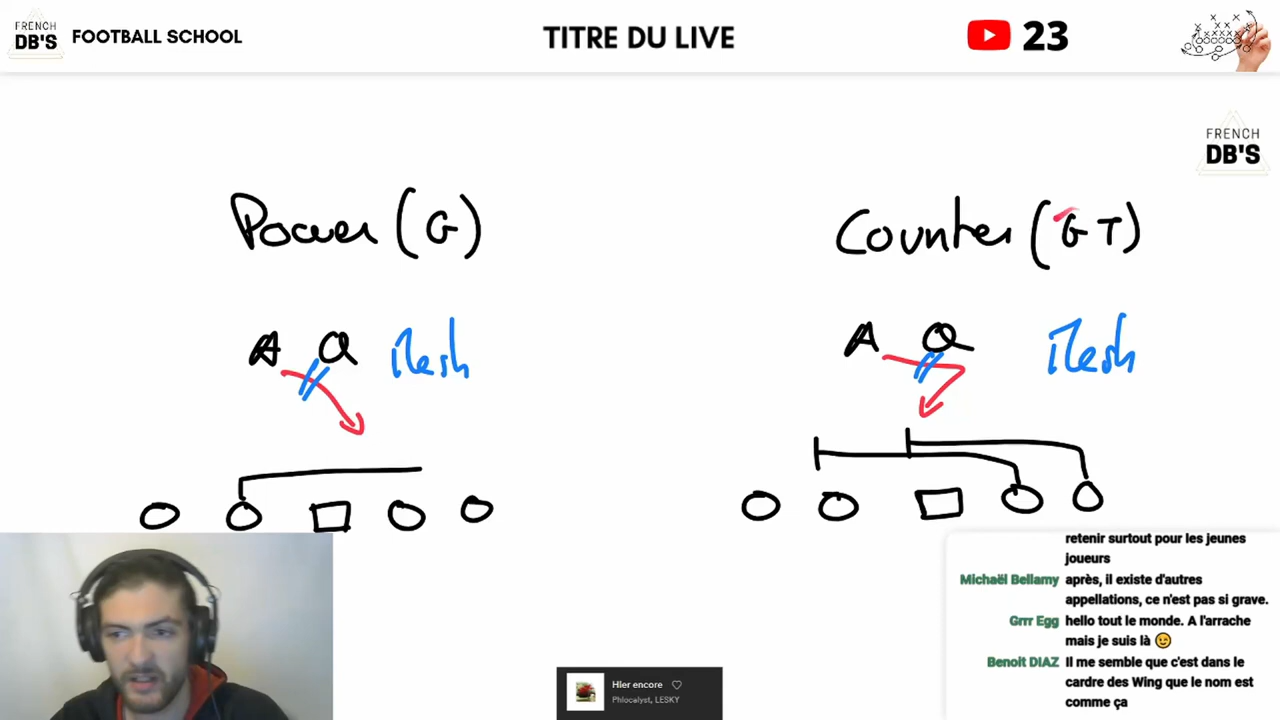 FRENCH
DB'S
FOOTBALL SCHOOL
TITRE DU LIVE
23
FRENCH
DB'S
Power (G)
Counter (GT)
A Q Mesh
A Q Mesh
retenir surtout pour les jeunes
joueurs
Michaël Bellamy après, il existe d'autres
appellations, ce n'est pas si grave.
Grrr Egg hello tout le monde. A l'arrache
mais je suis là 😉
Benoit DIAZ Il me semble que c'est dans le
cardre des Wing que le nom est
comme ça
Hier encore
Phlocalyst, LESKY